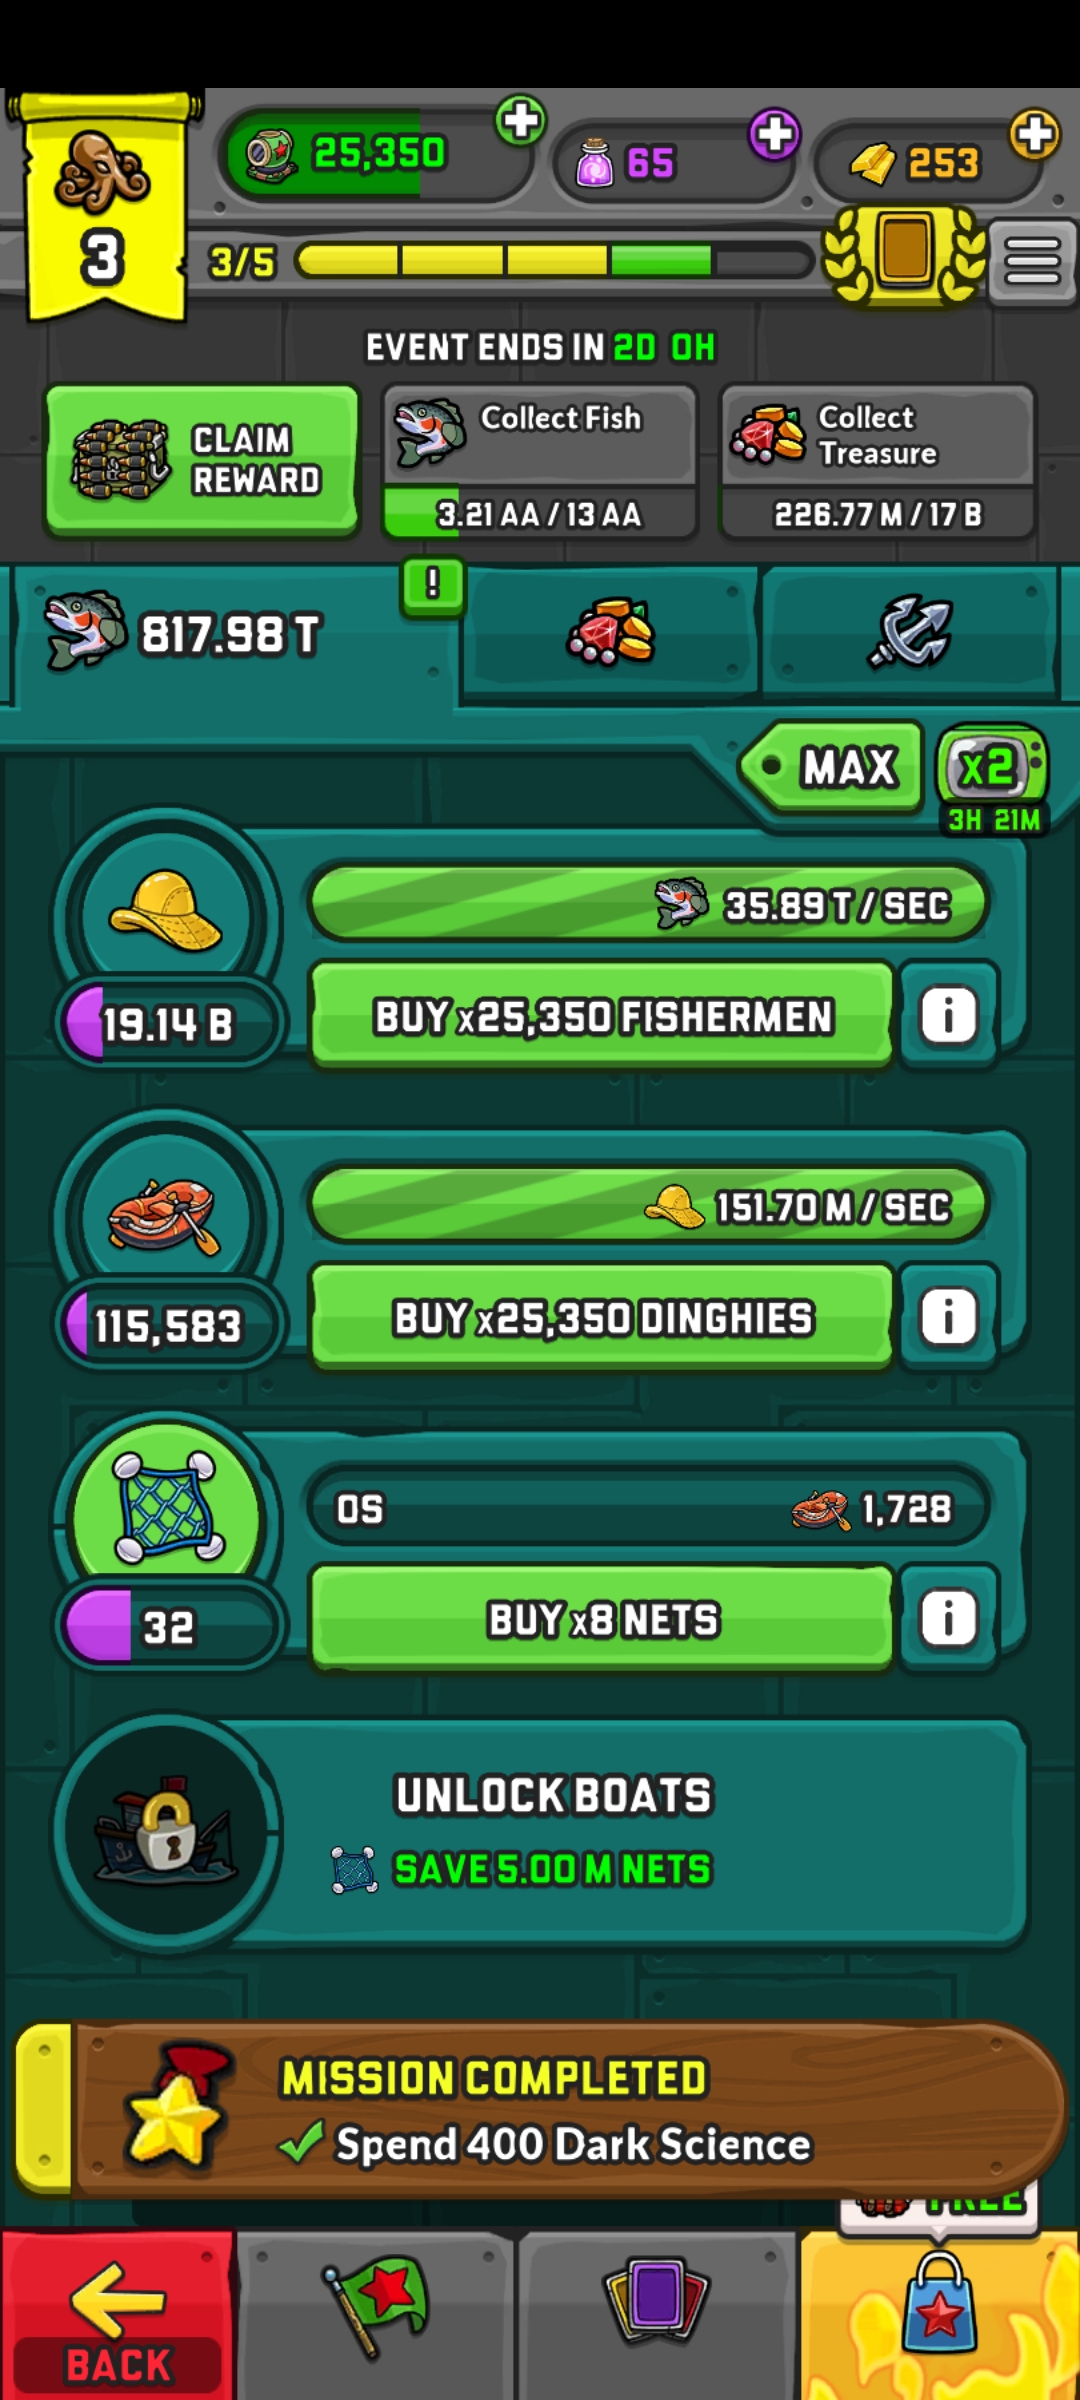 25,350
65
253
3
3/5
EVENT ENDS IN 2D 0H
CLAIM
REWARD
Collect Fish
3.21 AA / 13 AA
Collect
Treasure
226.77 M / 17 B
!
817.98 T
MAX
x2
3H 21M
35.89 T / SEC
19.14 B
BUY x25,350 FISHERMEN
i
151.70 M / SEC
115,583
BUY x25,350 DINGHIES
i
0S
1,728
32
BUY x8 NETS
i
UNLOCK BOATS
SAVE 5.00 M NETS
MISSION COMPLETED
Spend 400 Dark Science
FREE
BACK